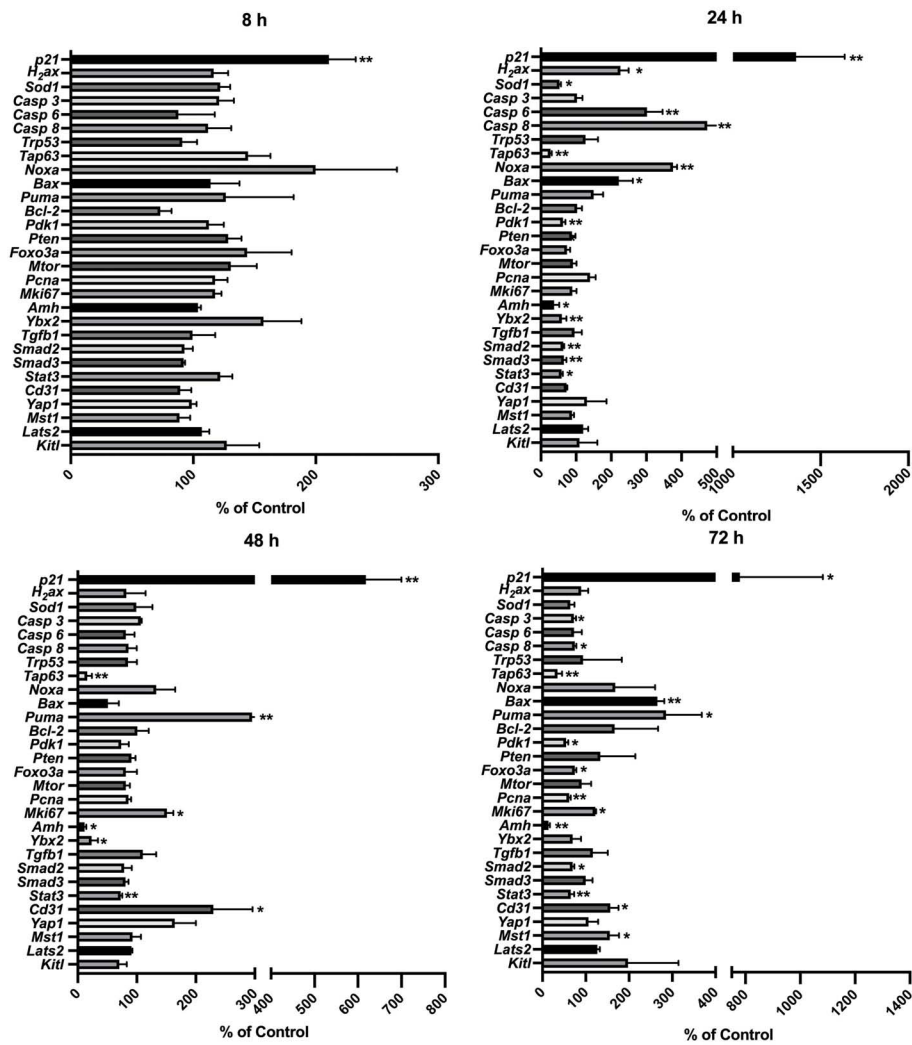 8 h
p21 **
H₂ax
Sod1
Casp 3
Casp 6
Casp 8
Trp53
Tap63
Noxa
Bax
Puma
Bcl-2
Pdk1
Pten
Foxo3a
Mtor
Pcna
Mki67
Amh
Ybx2
Tgfb1
Smad2
Smad3
Stat3
Cd31
Yap1
Mst1
Lats2
Kitl
0 100 200 300
% of Control
24 h
p21 **
H₂ax *
Sod1 *
Casp 3
Casp 6 **
Casp 8 **
Trp53
Tap63 **
Noxa **
Bax *
Puma
Bcl-2
Pdk1 **
Pten
Foxo3a
Mtor
Pcna
Mki67
Amh *
Ybx2 **
Tgfb1
Smad2 **
Smad3 **
Stat3 *
Cd31
Yap1
Mst1
Lats2
Kitl
0 100 200 300 400 500 1000 1500 2000
% of Control
48 h
p21 **
H₂ax
Sod1
Casp 3
Casp 6
Casp 8
Trp53
Tap63 **
Noxa
Bax
Puma **
Bcl-2
Pdk1
Pten
Foxo3a
Mtor
Pcna
Mki67 *
Amh *
Ybx2 *
Tgfb1
Smad2
Smad3
Stat3 **
Cd31 *
Yap1
Mst1
Lats2
Kitl
0 100 200 300 400 500 600 700 800
% of Control
72 h
p21 *
H₂ax
Sod1
Casp 3 *
Casp 6
Casp 8 *
Trp53
Tap63 **
Noxa
Bax **
Puma *
Bcl-2
Pdk1 *
Pten
Foxo3a *
Mtor
Pcna **
Mki67 *
Amh **
Ybx2
Tgfb1
Smad2 *
Smad3
Stat3 **
Cd31 *
Yap1
Mst1 *
Lats2
Kitl
0 100 200 300 400 800 1000 1200 1400
% of Control